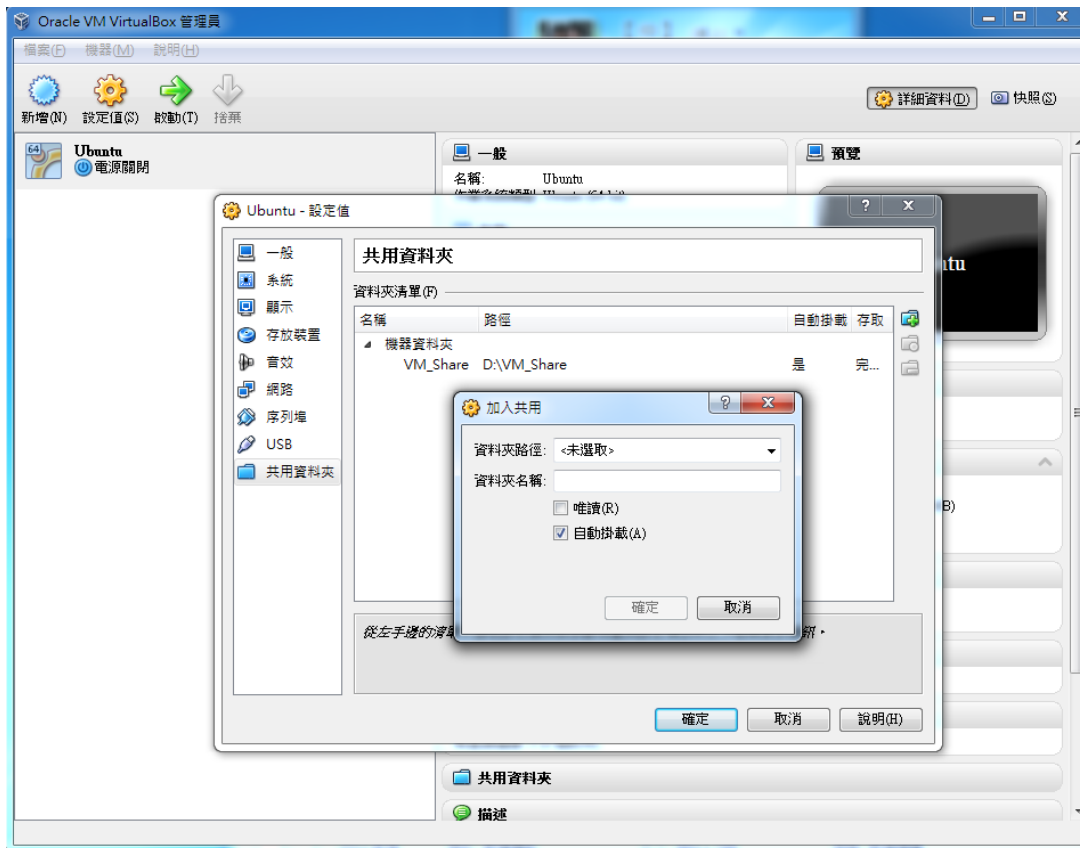 Oracle VM VirtualBox 管理員
檔案(F) 機器(M) 說明(H)
新增(N) 設定值(S) 啟動(T) 捨棄
詳細資料(D) 快照(S)
64
Ubuntu
電源關閉
一般
預覽
名稱: Ubuntu
Ubuntu - 設定值
一般
系統
顯示
存放裝置
音效
網路
序列埠
USB
共用資料夾
共用資料夾
資料夾清單(F)
名稱 路徑 自動掛載 存取
機器資料夾
VM_Share D:\VM_Share 是 完...
加入共用
資料夾路徑: <未選取>
資料夾名稱:
唯讀(R)
自動掛載(A)
確定 取消
從左手邊的
確定 取消 說明(H)
ntu
B)
共用資料夾
描述